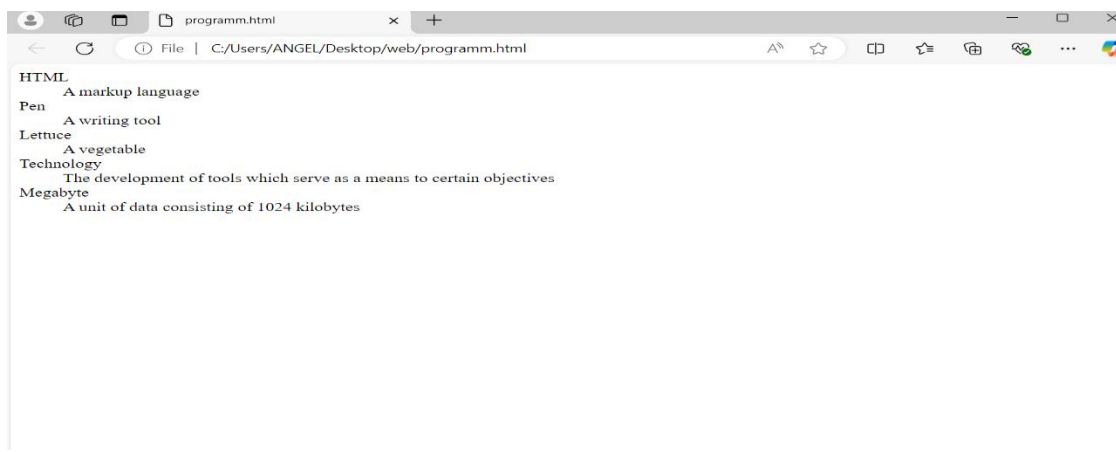 programm.html
File | C:/Users/ANGEL/Desktop/web/programm.html
HTML
A markup language
Pen
A writing tool
Lettuce
A vegetable
Technology
The development of tools which serve as a means to certain objectives
Megabyte
A unit of data consisting of 1024 kilobytes